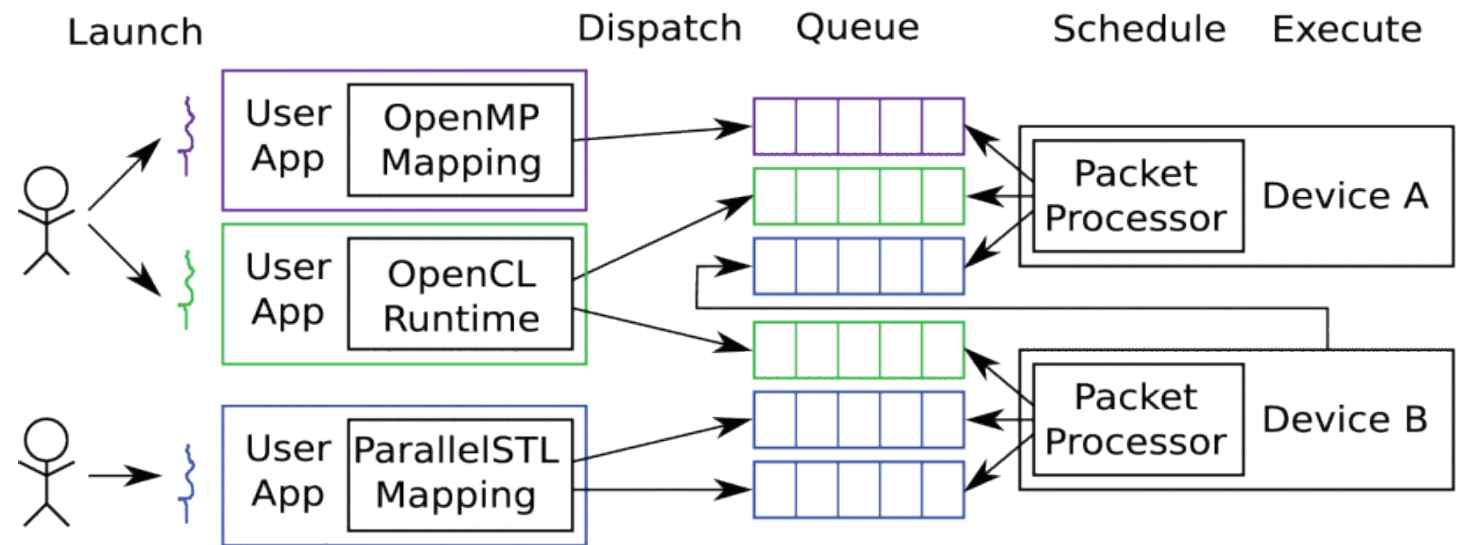 Launch
Dispatch
Queue
Schedule
Execute
User
App
OpenMP
Mapping
User
App
OpenCL
Runtime
User
App
ParallelSTL
Mapping
Packet
Processor
Device A
Packet
Processor
Device B